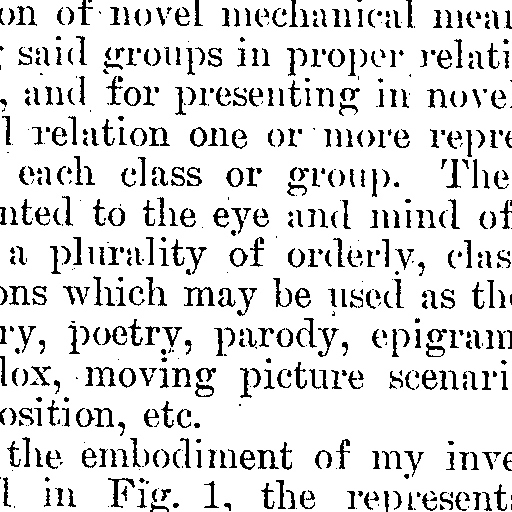 on of novel mechanical mean
said groups in proper relati
, and for presenting in novel
l relation one or more repre
each class or group. The
nted to the eye and mind of
a plurality of orderly, clas
ons which may be used as the
ry, poetry, parody, epigram
dox, moving picture scenari
osition, etc.
the embodiment of my inve
in Fig. 1, the represent